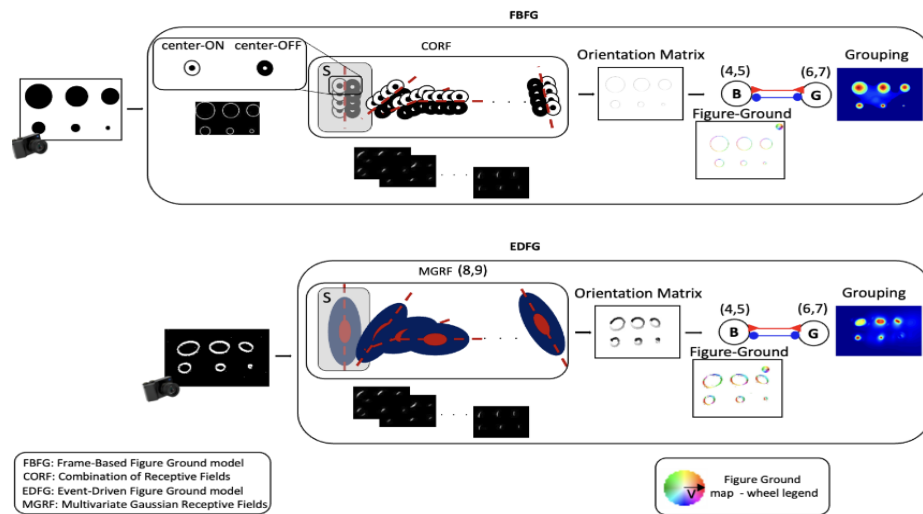 FBFG
center-ON center-OFF
CORF
S
Orientation Matrix
(4,5) (6,7)
B G
Figure-Ground
Grouping
EDFG
MGRF (8,9)
S
Orientation Matrix
(4,5) (6,7)
B G
Figure-Ground
Grouping
FBFG: Frame-Based Figure Ground model
CORF: Combination of Receptive Fields
EDFG: Event-Driven Figure Ground model
MGRF: Multivariate Gaussian Receptive Fields
V
Figure Ground
map - wheel legend